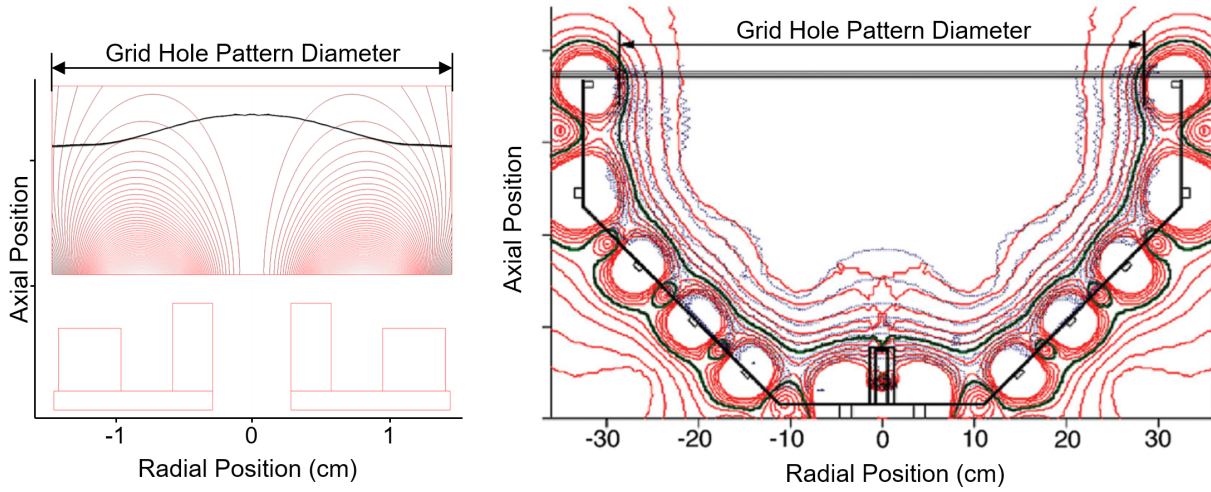 Grid Hole Pattern Diameter
Axial Position
-1
0
1
Radial Position (cm)
Grid Hole Pattern Diameter
Axial Position
-30
-20
-10
0
10
20
30
Radial Position (cm)